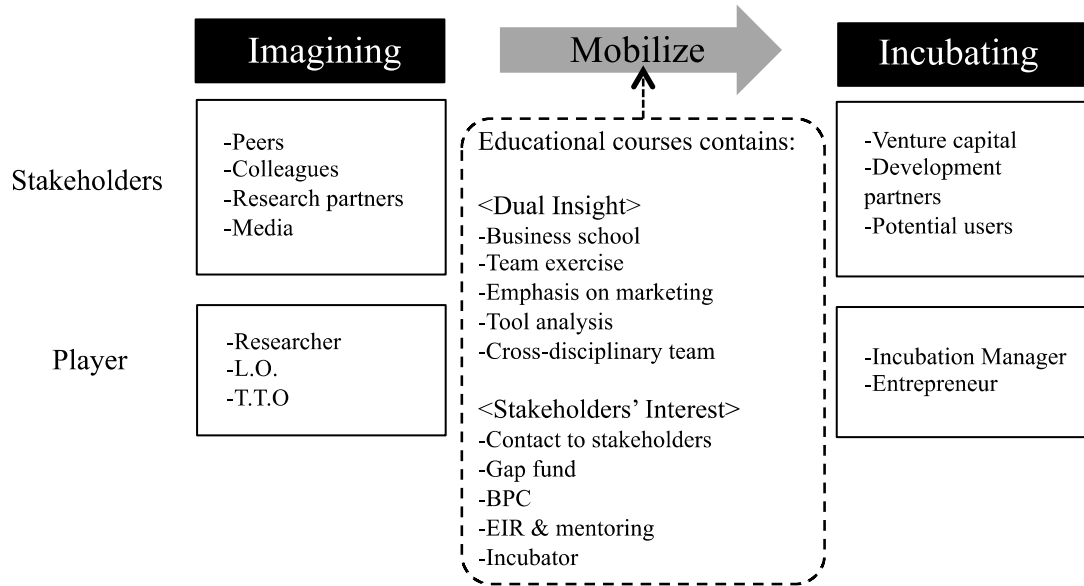 Imagining
Mobilize
Incubating
Stakeholders
-Peers
-Colleagues
-Research partners
-Media
Educational courses contains:
<Dual Insight>
-Business school
-Team exercise
-Emphasis on marketing
-Tool analysis
-Cross-disciplinary team
<Stakeholders’ Interest>
-Contact to stakeholders
-Gap fund
-BPC
-EIR & mentoring
-Incubator
-Venture capital
-Development
partners
-Potential users
Player
-Researcher
-L.O.
-T.T.O
-Incubation Manager
-Entrepreneur